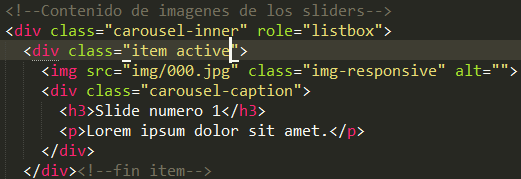 <!--Contenido de imagenes de los sliders-->
<div class="carousel-inner" role="listbox">
<div class="item active">
<img src="img/000.jpg" class="img-responsive" alt="">
<div class="carousel-caption">
<h3>Slide numero 1</h3>
<p>Lorem ipsum dolor sit amet.</p>
</div>
</div><!--fin item-->